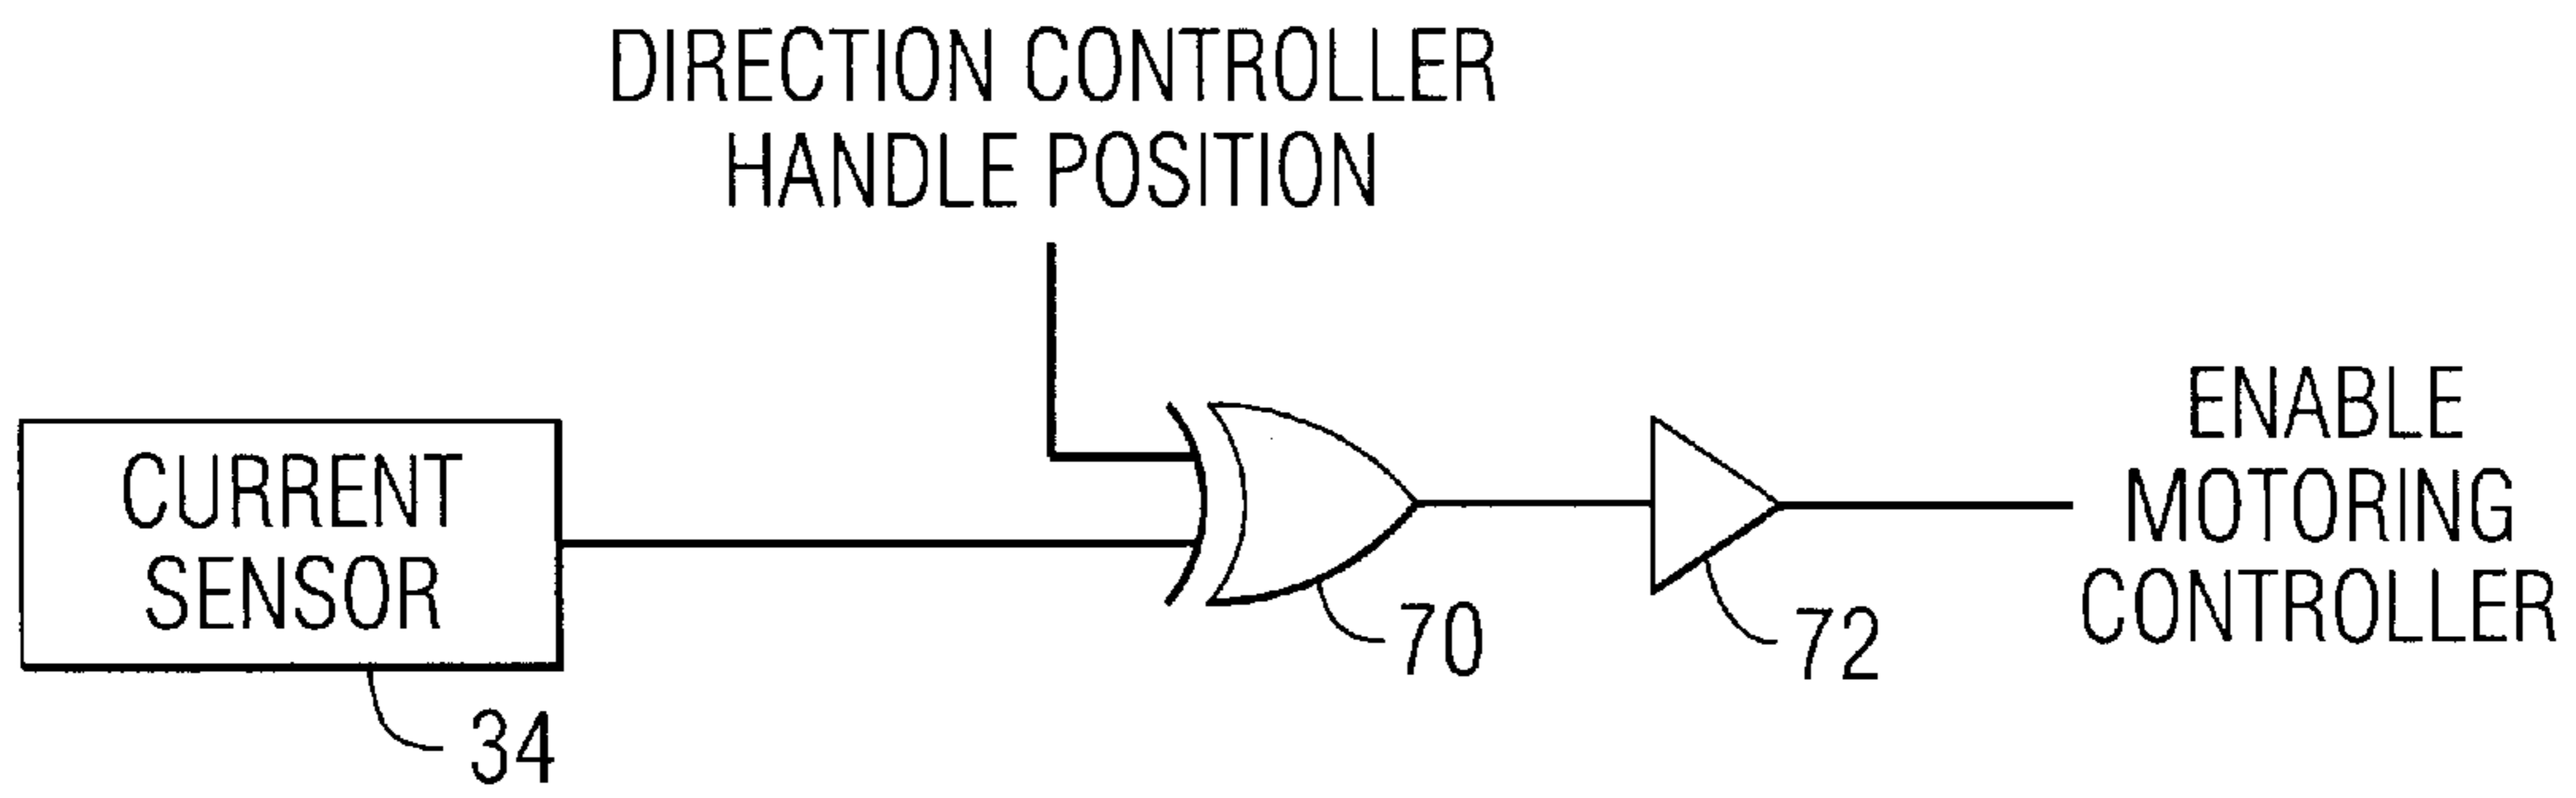 DIRECTION CONTROLLER
HANDLE POSITION
CURRENT
SENSOR
34
70
72
ENABLE
MOTORING
CONTROLLER